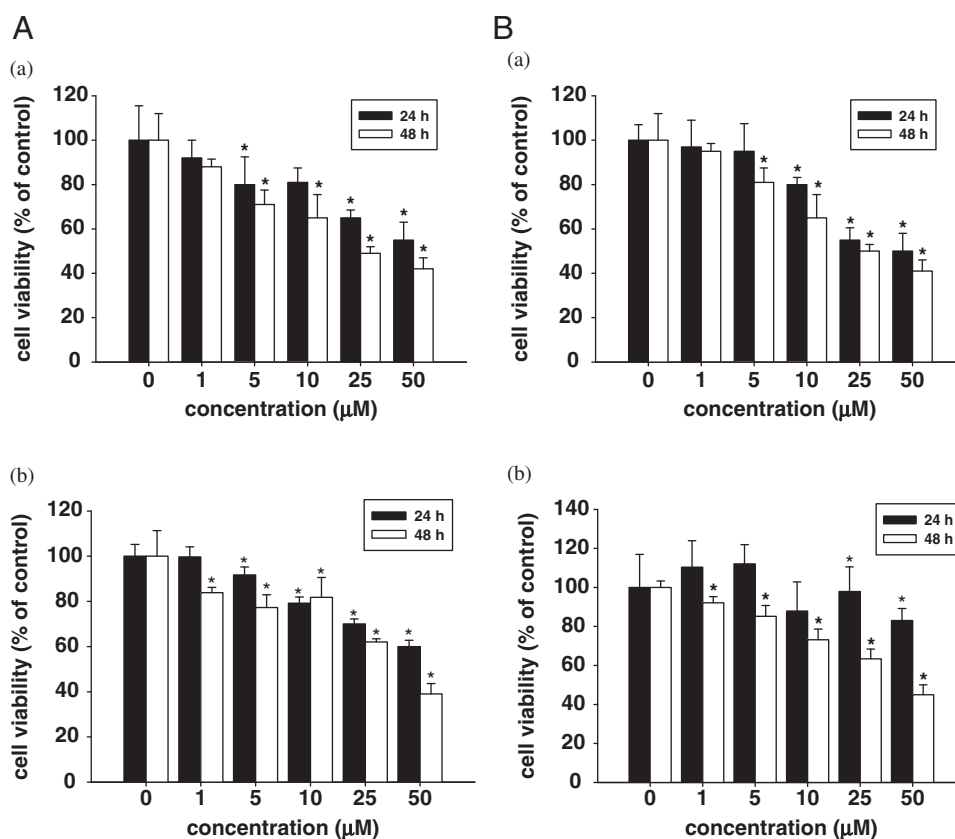 A
B
(a)
(a)
120
100
80
60
40
20
0
cell viability (% of control)
24 h
48 h
* * * * * * *
0 1 5 10 25 50
concentration (µM)
120
100
80
60
40
20
0
cell viability (% of control)
24 h
48 h
* * * * * * *
0 1 5 10 25 50
concentration (µM)
(b)
(b)
120
100
80
60
40
20
0
cell viability (% of control)
24 h
48 h
* * * * * * * * *
0 1 5 10 25 50
concentration (µM)
140
120
100
80
60
40
20
0
cell viability (% of control)
24 h
48 h
* * * * * * *
0 1 5 10 25 50
concentration (µM)